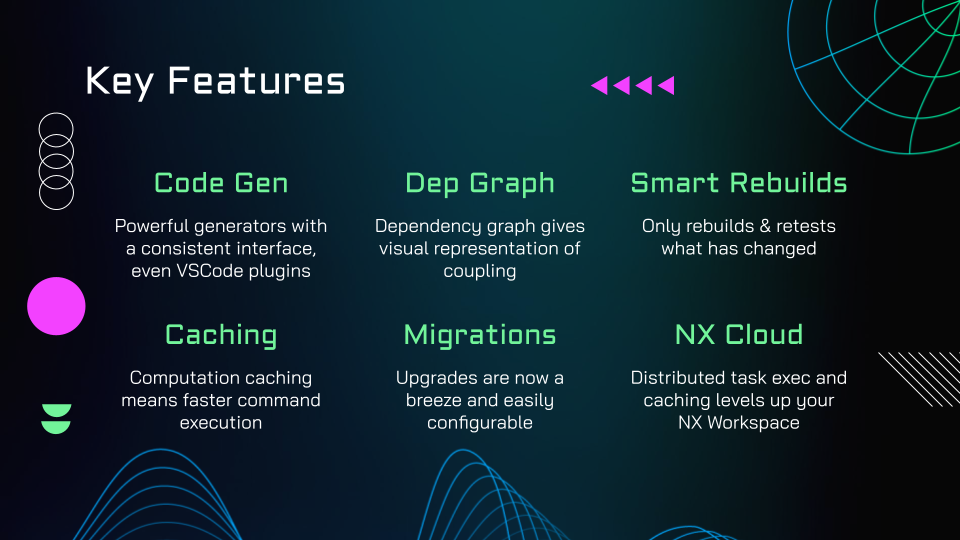 Key Features
Code Gen
Powerful generators with
a consistent interface,
even VSCode plugins
Dep Graph
Dependency graph gives
visual representation of
coupling
Smart Rebuilds
Only rebuilds & retests
what has changed
Caching
Computation caching
means faster command
execution
Migrations
Upgrades are now a
breeze and easily
configurable
NX Cloud
Distributed task exec and
caching levels up your
NX Workspace